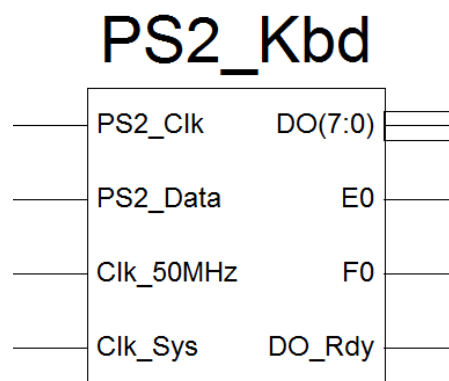 PS2_Kbd
PS2_Clk DO(7:0)
PS2_Data E0
Clk_50MHz F0
Clk_Sys DO_Rdy